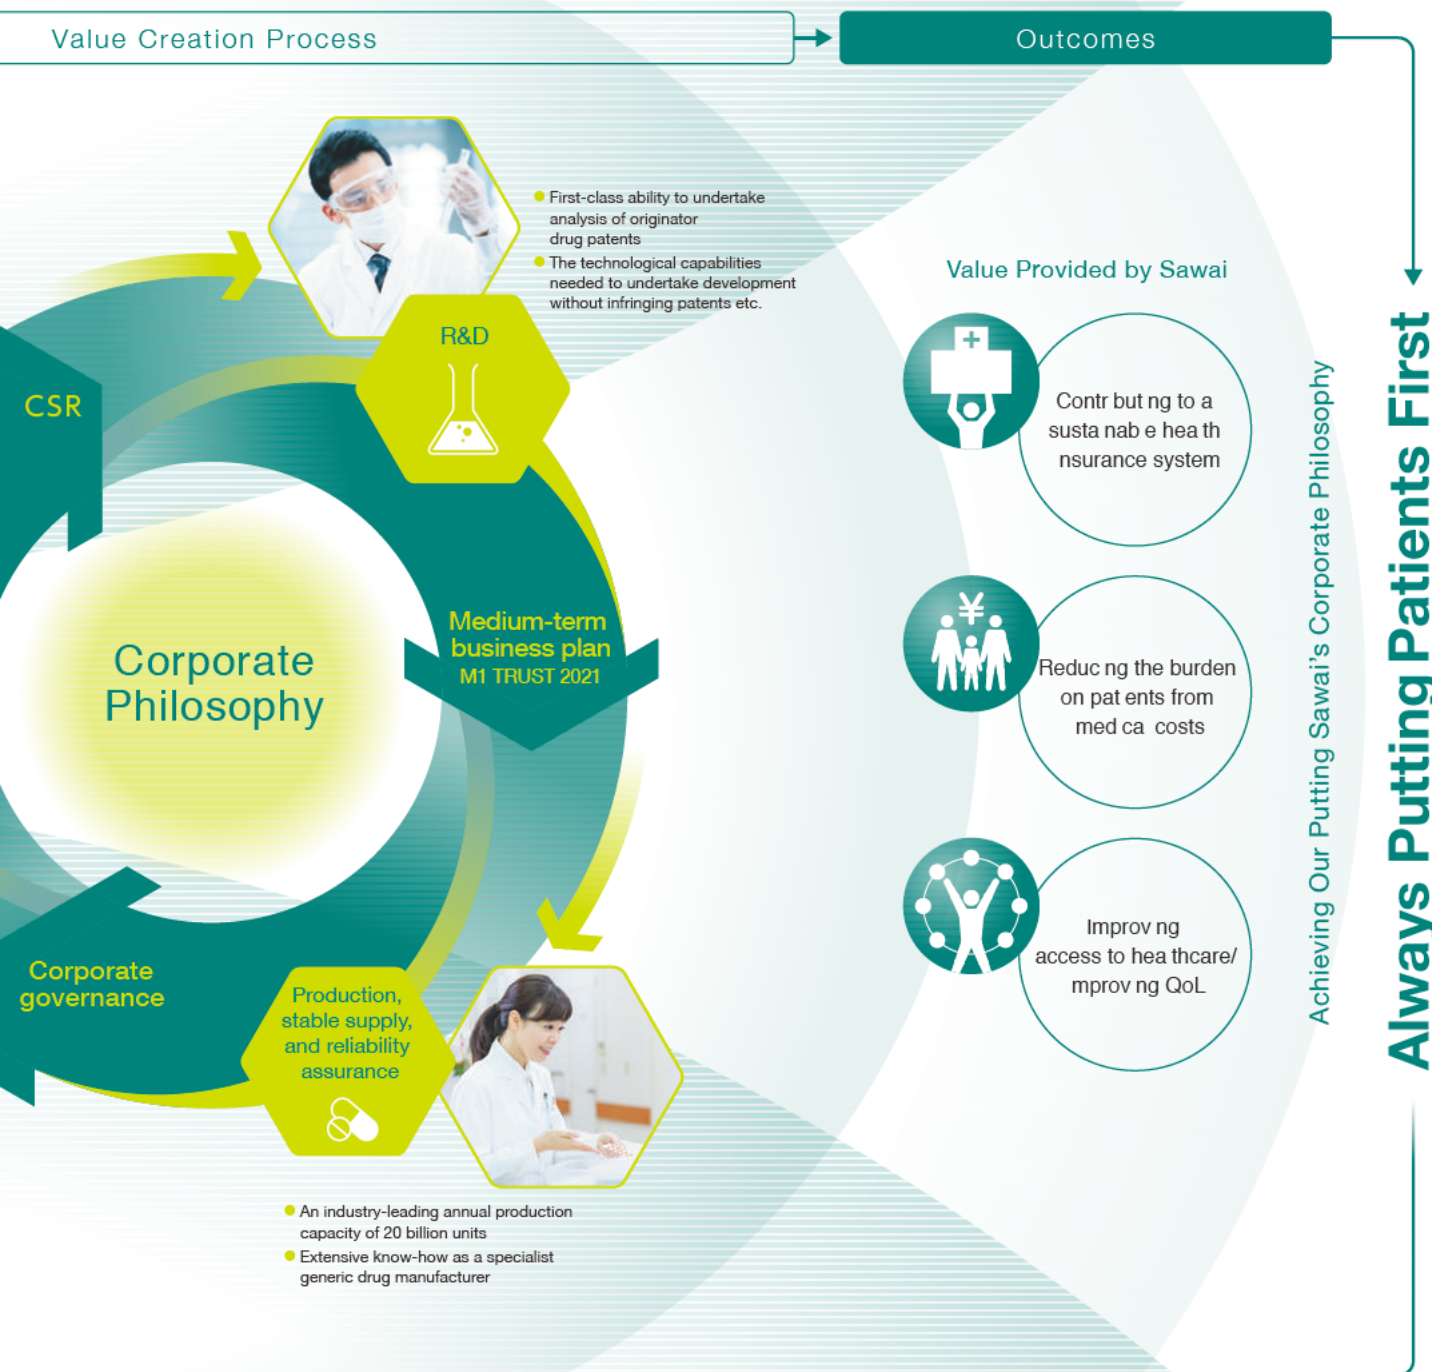 Value Creation Process
Outcomes
First-class ability to undertake
analysis of originator
drug patents
The technological capabilities
needed to undertake development
without infringing patents etc.
R&D
CSR
Medium-term
business plan
M1 TRUST 2021
Corporate
Philosophy
Corporate
governance
Production,
stable supply,
and reliability
assurance
An industry-leading annual production
capacity of 20 billion units
Extensive know-how as a specialist
generic drug manufacturer
Value Provided by Sawai
Contr but ng to a
susta nab e hea th
nsurance system
¥
Reduc ng the burden
on pat ents from
med ca costs
Improv ng
access to hea thcare/
mprov ng QoL
Achieving Our Putting Sawai's Corporate Philosophy
Always Putting Patients First